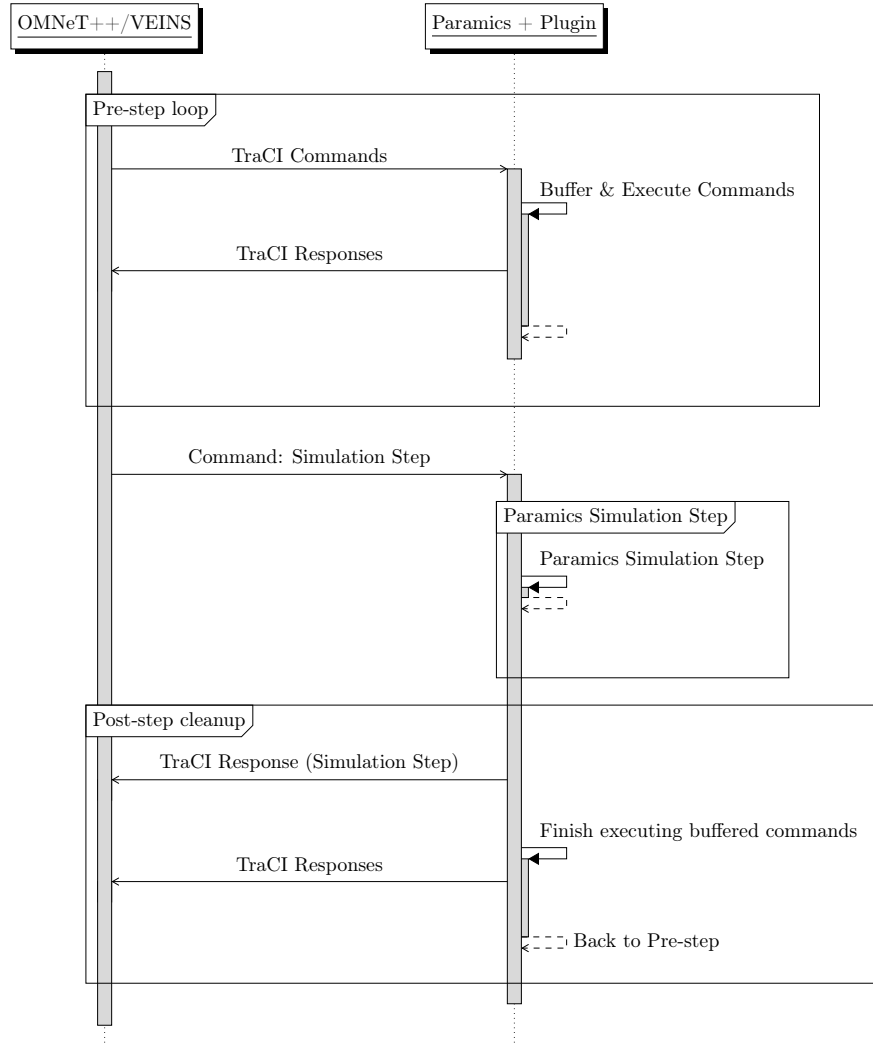 OMNeT++/VEINS
Paramics + Plugin
Pre-step loop
TraCI Commands
Buffer & Execute Commands
TraCI Responses
Command: Simulation Step
Paramics Simulation Step
Paramics Simulation Step
Post-step cleanup
TraCI Response (Simulation Step)
Finish executing buffered commands
TraCI Responses
Back to Pre-step